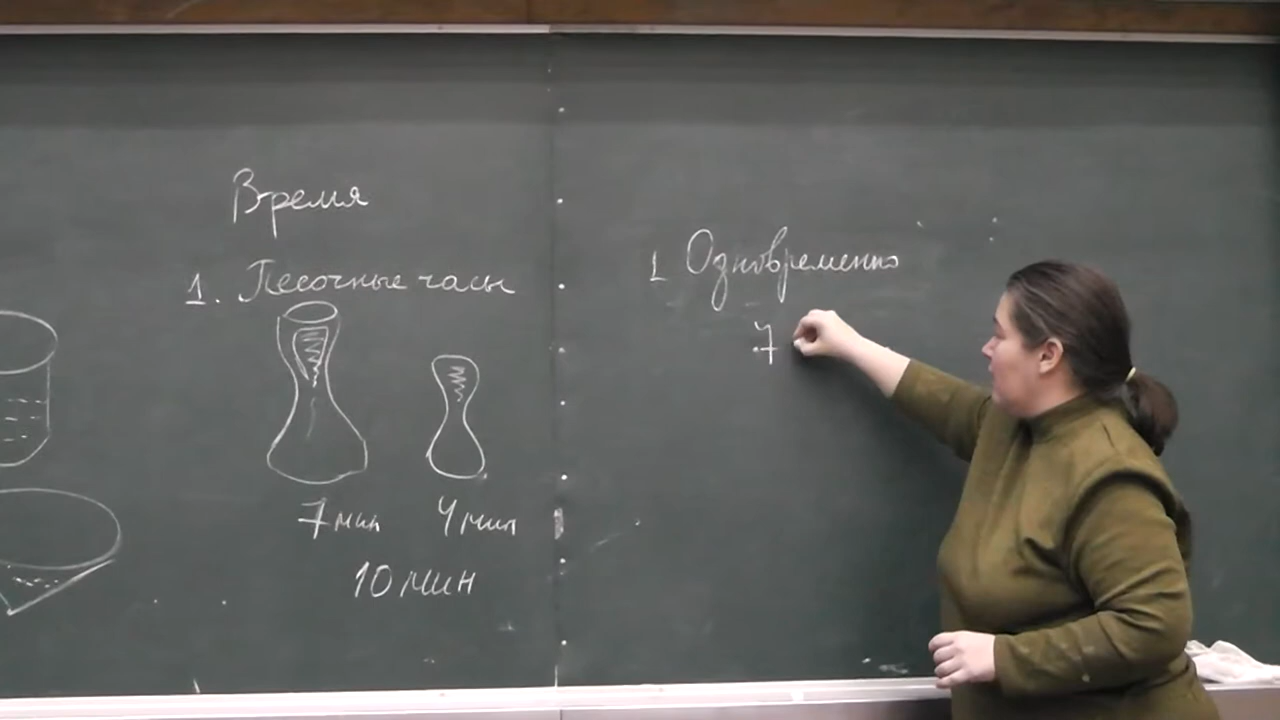 Время
1. Песочные часы
7 мин 4 мин
10 мин
1 Одновременно
7